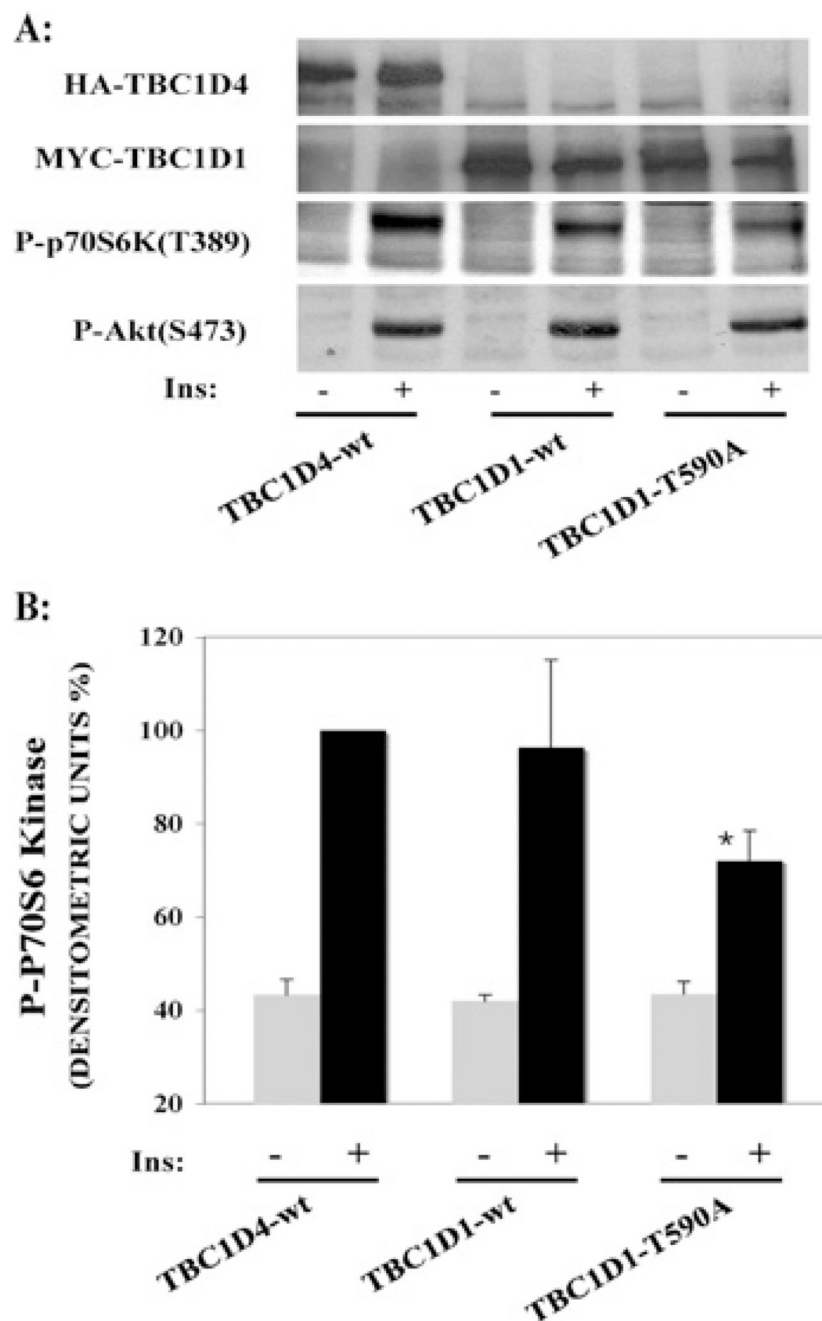 A:
HA-TBC1D4
MYC-TBC1D1
P-p70S6K(T389)
P-Akt(S473)
Ins: - + - + - +
TBC1D4-wt
TBC1D1-wt
TBC1D1-T590A
B:
P-P70S6 Kinase
(DENSITOMETRIC UNITS %)
120
100
80
60
40
20
*
Ins: - + - + - +
TBC1D4-wt
TBC1D1-wt
TBC1D1-T590A